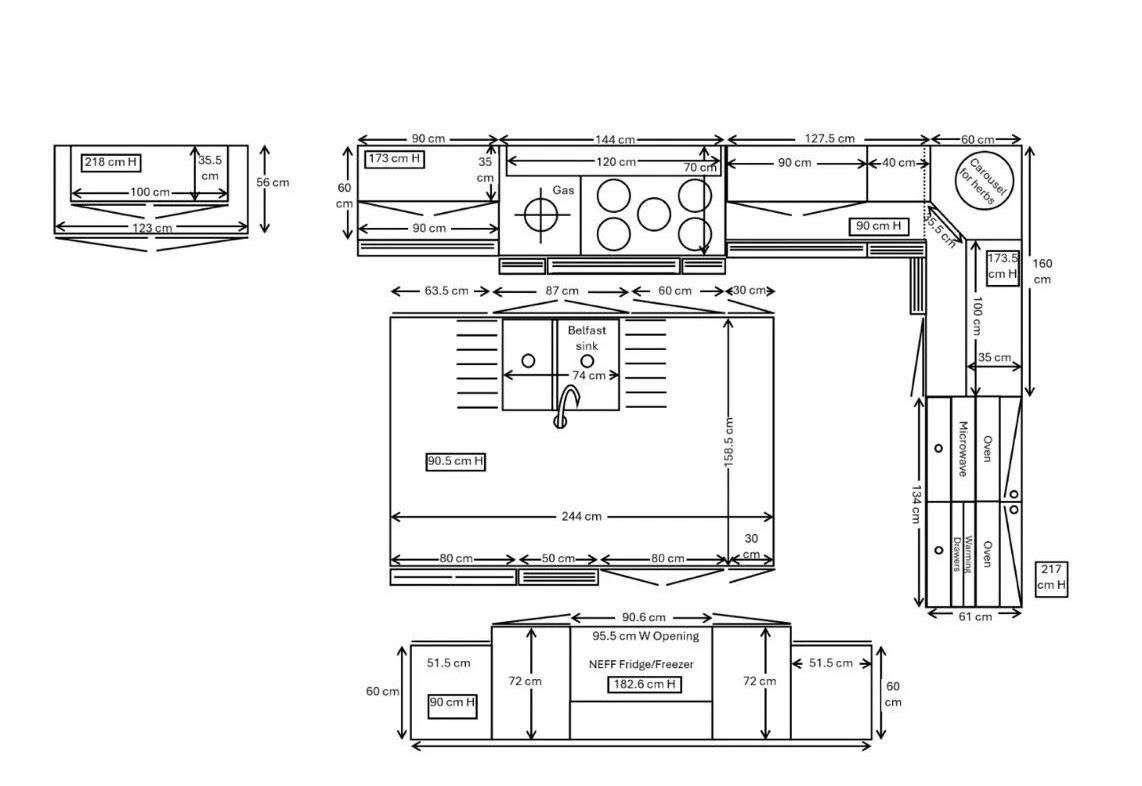 90 cm
144 cm
127.5 cm
60 cm
218 cm H
35.5
cm
56 cm
100 cm
123 cm
173 cm H
35
cm
60
cm
90 cm
120 cm
70 cm
Gas
90 cm
40 cm
90 cm H
Carousel
for herbs
173.5
cm H
160
cm
100 cm
35 cm
63.5 cm
87 cm
60 cm
30 cm
Belfast
sink
74 cm
158.5 cm
90.5 cm H
244 cm
80 cm
50 cm
80 cm
30
cm
134 cm
Microwave
Oven
Warming
Drawers
Oven
217
cm H
61 cm
90.6 cm
95.5 cm W Opening
51.5 cm
NEFF Fridge/Freezer
51.5 cm
60 cm
72 cm
182.6 cm H
72 cm
60
cm
90 cm H